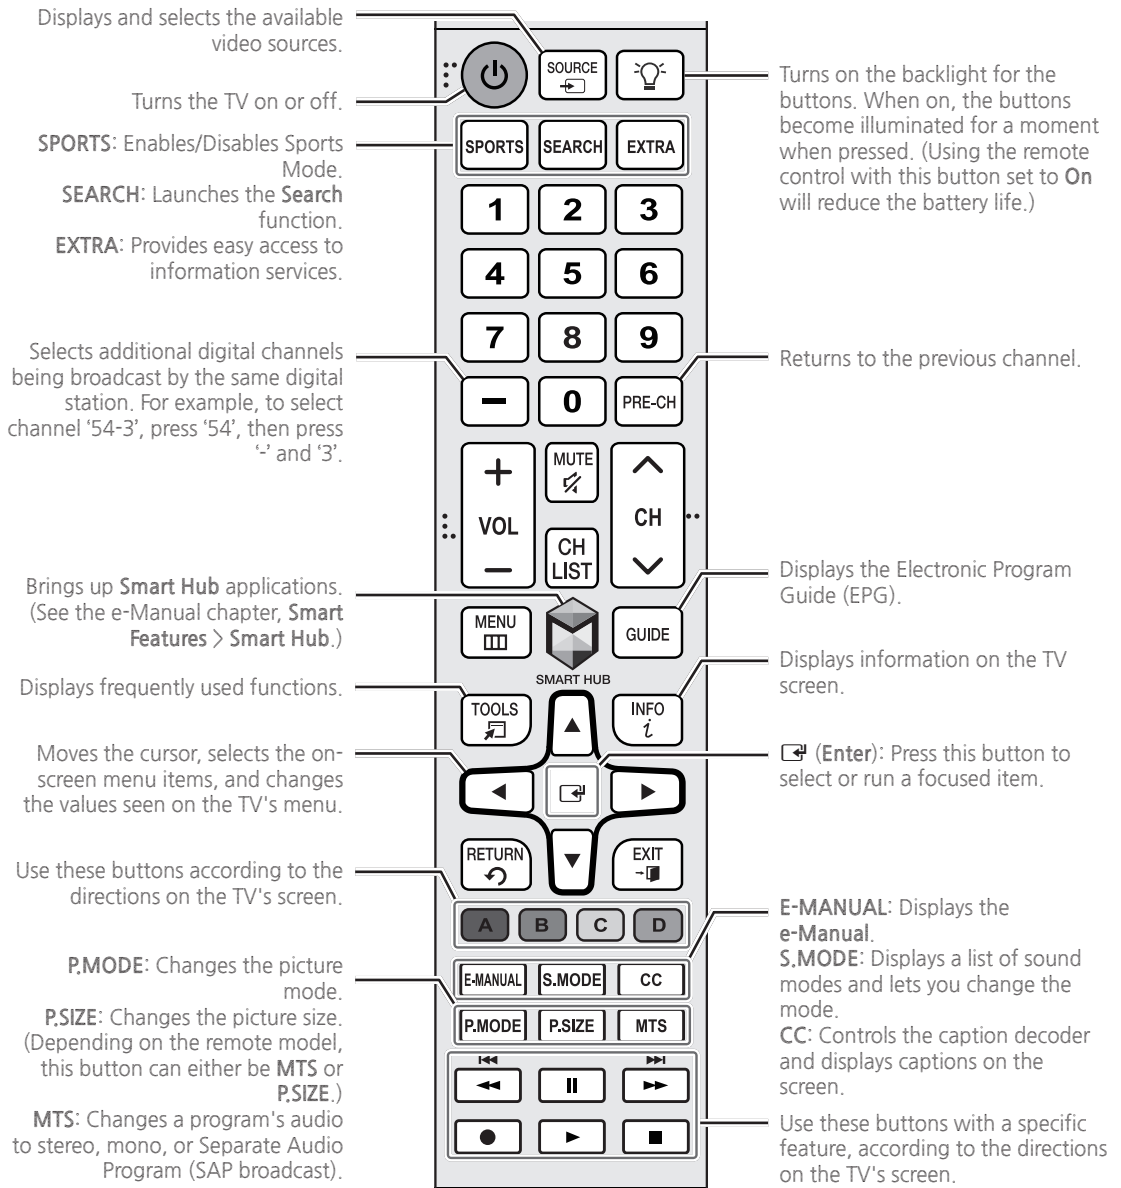 Displays and selects the available
video sources.
Turns the TV on or off.
SPORTS: Enables/Disables Sports
Mode.
SEARCH: Launches the Search
function.
EXTRA: Provides easy access to
information services.
Selects additional digital channels
being broadcast by the same digital
station. For example, to select
channel ‘54-3’, press ‘54’, then press
‘-’ and ‘3’.
Brings up Smart Hub applications.
(See the e-Manual chapter, Smart
Features > Smart Hub.)
Displays frequently used functions.
Moves the cursor, selects the on-
screen menu items, and changes
the values seen on the TV's menu.
Use these buttons according to the
directions on the TV's screen.
P.MODE: Changes the picture
mode.
P.SIZE: Changes the picture size.
(Depending on the remote model,
this button can either be MTS or
P.SIZE.)
MTS: Changes a program's audio
to stereo, mono, or Separate Audio
Program (SAP broadcast).
SOURCE
SPORTS SEARCH EXTRA
1 2 3
4 5 6
7 8 9
- 0 PRE-CH
+ MUTE
VOL CH
CH
LIST
-
MENU GUIDE
SMART HUB
TOOLS INFO
i
RETURN EXIT
A B C D
E-MANUAL S.MODE CC
P.MODE P.SIZE MTS
Turns on the backlight for the
buttons. When on, the buttons
become illuminated for a moment
when pressed. (Using the remote
control with this button set to On
will reduce the battery life.)
Returns to the previous channel.
Displays the Electronic Program
Guide (EPG).
Displays information on the TV
screen.
(Enter): Press this button to
select or run a focused item.
E-MANUAL: Displays the
e-Manual.
S.MODE: Displays a list of sound
modes and lets you change the
mode.
CC: Controls the caption decoder
and displays captions on the
screen.
Use these buttons with a specific
feature, according to the directions
on the TV's screen.